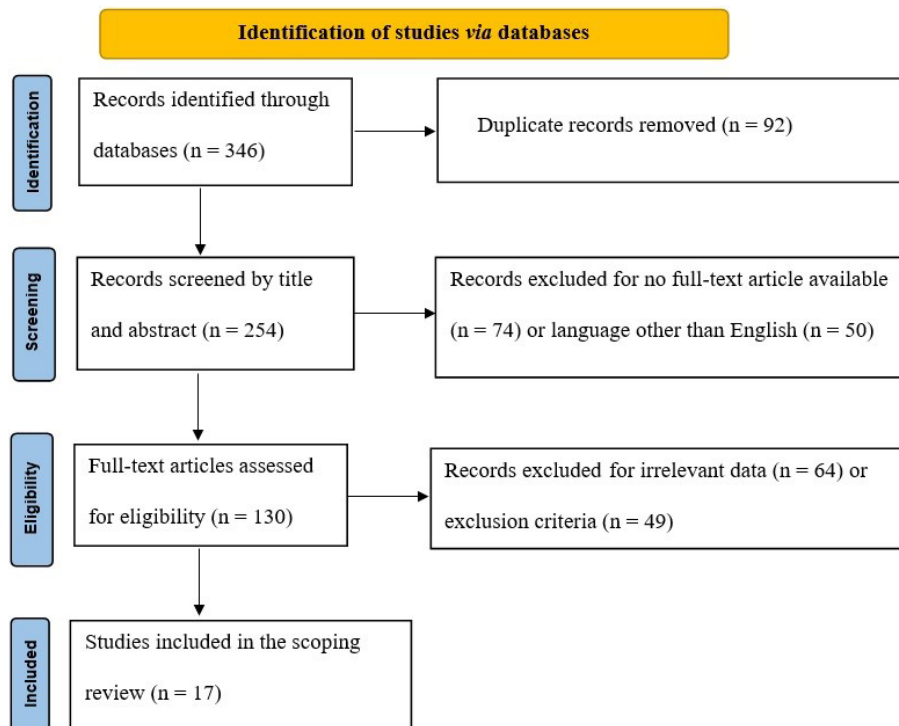 Identification of studies via databases
Identification
Records identified through
databases (n = 346)
Duplicate records removed (n = 92)
Screening
Records screened by title
and abstract (n = 254)
Records excluded for no full-text article available
(n = 74) or language other than English (n = 50)
Eligibility
Full-text articles assessed
for eligibility (n = 130)
Records excluded for irrelevant data (n = 64) or
exclusion criteria (n = 49)
Included
Studies included in the scoping
review (n = 17)